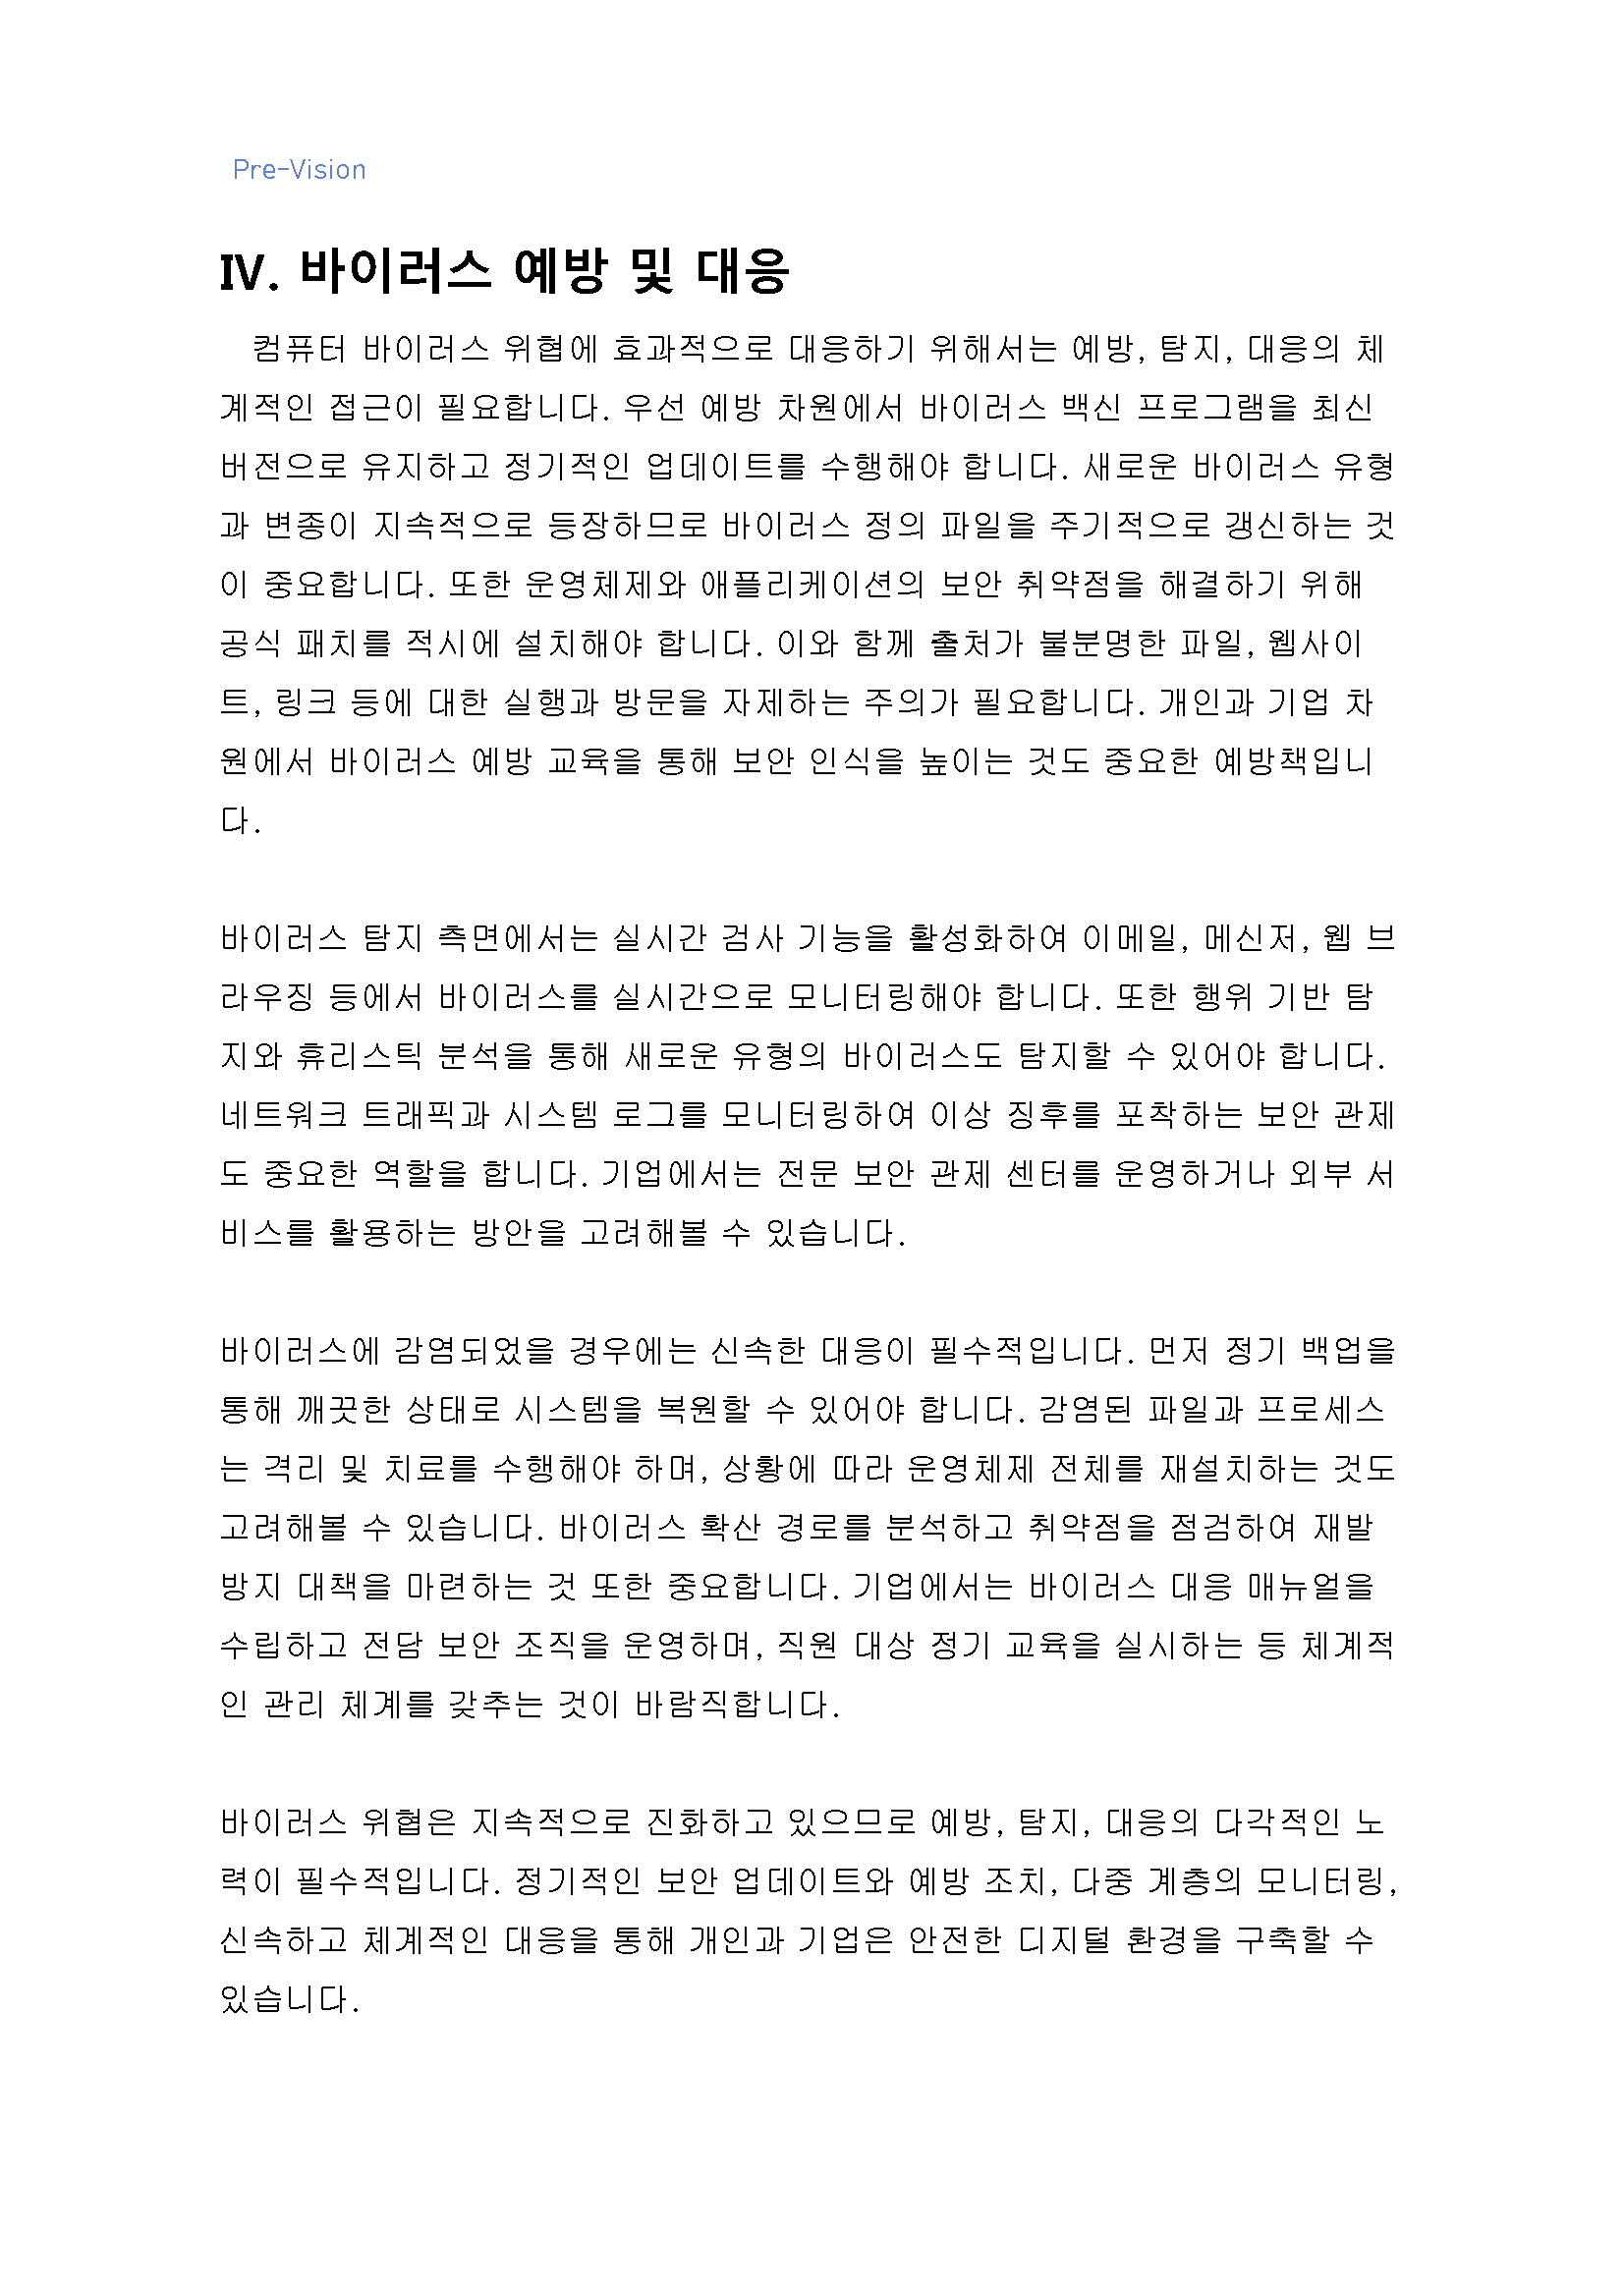 Pre-Vision
Ⅳ. 바이러스 예방 및 대응
컴퓨터 바이러스 위협에 효과적으로 대응하기 위해서는 예방, 탐지, 대응의 체
계적인 접근이 필요합니다. 우선 예방 차원에서 바이러스 백신 프로그램을 최신
버전으로 유지하고 정기적인 업데이트를 수행해야 합니다. 새로운 바이러스 유형
과 변종이 지속적으로 등장하므로 바이러스 정의 파일을 주기적으로 갱신하는 것
이 중요합니다. 또한 운영체제와 애플리케이션의 보안 취약점을 해결하기 위해
공식 패치를 적시에 설치해야 합니다. 이와 함께 출처가 불분명한 파일, 웹사이
트, 링크 등에 대한 실행과 방문을 자제하는 주의가 필요합니다. 개인과 기업 차
원에서 바이러스 예방 교육을 통해 보안 인식을 높이는 것도 중요한 예방책입니
다.
바이러스 탐지 측면에서는 실시간 검사 기능을 활성화하여 이메일, 메신저, 웹 브
라우징 등에서 바이러스를 실시간으로 모니터링해야 합니다. 또한 행위 기반 탐
지와 휴리스틱 분석을 통해 새로운 유형의 바이러스도 탐지할 수 있어야 합니다.
네트워크 트래픽과 시스템 로그를 모니터링하여 이상 징후를 포착하는 보안 관제
도 중요한 역할을 합니다. 기업에서는 전문 보안 관제 센터를 운영하거나 외부 서
비스를 활용하는 방안을 고려해볼 수 있습니다.
바이러스에 감염되었을 경우에는 신속한 대응이 필수적입니다. 먼저 정기 백업을
통해 깨끗한 상태로 시스템을 복원할 수 있어야 합니다. 감염된 파일과 프로세스
는 격리 및 치료를 수행해야 하며, 상황에 따라 운영체제 전체를 재설치하는 것도
고려해볼 수 있습니다. 바이러스 확산 경로를 분석하고 취약점을 점검하여 재발
방지 대책을 마련하는 것 또한 중요합니다. 기업에서는 바이러스 대응 매뉴얼을
수립하고 전담 보안 조직을 운영하며, 직원 대상 정기 교육을 실시하는 등 체계적
인 관리 체계를 갖추는 것이 바람직합니다.
바이러스 위협은 지속적으로 진화하고 있으므로 예방, 탐지, 대응의 다각적인 노
력이 필수적입니다. 정기적인 보안 업데이트와 예방 조치, 다중 계층의 모니터링,
신속하고 체계적인 대응을 통해 개인과 기업은 안전한 디지털 환경을 구축할 수
있습니다.